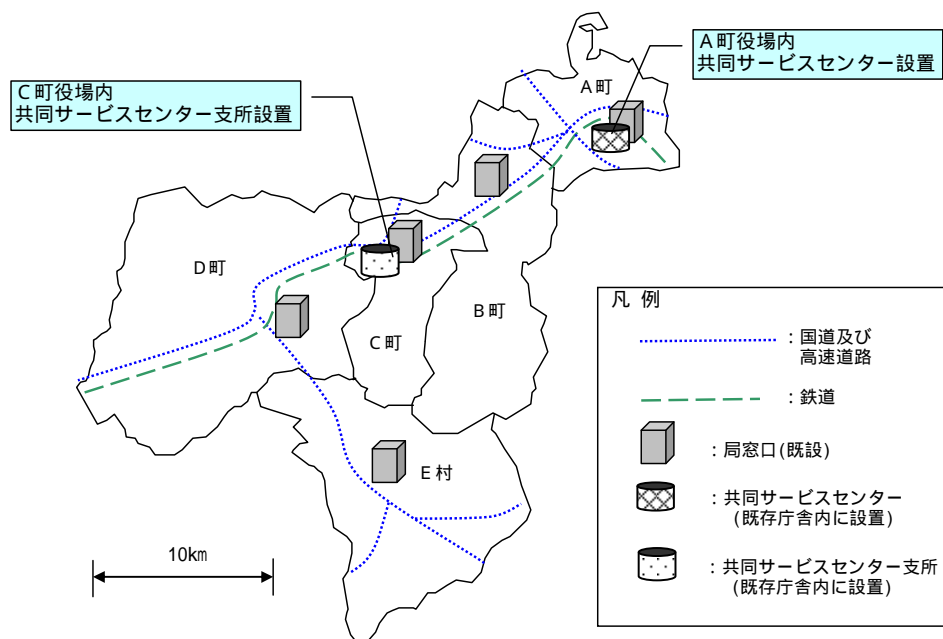 A町役場内
共同サービスセンター設置
C町役場内
共同サービスセンター支所設置
A町
D町
B町
C町
E村
10km
凡 例
:国道及び
高速道路
:鉄道
:局窓口(既設)
:共同サービスセンター
(既存庁舎内に設置)
:共同サービスセンター支所
(既存庁舎内に設置)